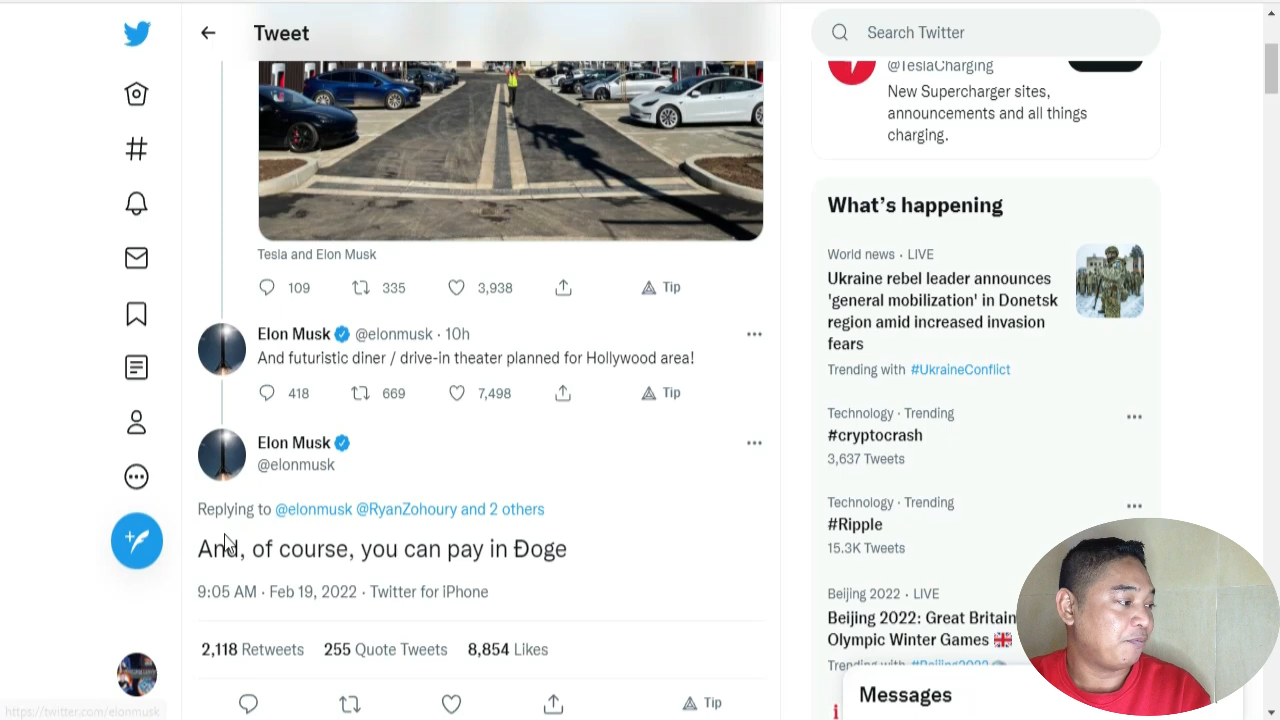 Tweet
Tesla and Elon Musk
109 335 3,938 Tip
Elon Musk @elonmusk · 10h
And futuristic diner / drive-in theater planned for Hollywood area!
418 669 7,498 Tip
Elon Musk
@elonmusk
Replying to @elonmusk @RyanZohoury and 2 others
And, of course, you can pay in Ðoge
9:05 AM · Feb 19, 2022 · Twitter for iPhone
2,118 Retweets 255 Quote Tweets 8,854 Likes
Tip
https://twitter.com/elonmusk
Search Twitter
@TeslaCharging
New Supercharger sites,
announcements and all things
charging.
What's happening
World news · LIVE
Ukraine rebel leader announces
'general mobilization' in Donetsk
region amid increased invasion
fears
Trending with #UkraineConflict
Technology · Trending
#cryptocrash
3,637 Tweets
Technology · Trending
#Ripple
15.3K Tweets
Beijing 2022 · LIVE
Beijing 2022: Great Britain
Olympic Winter Games
Trending with #Beijing2022
Messages